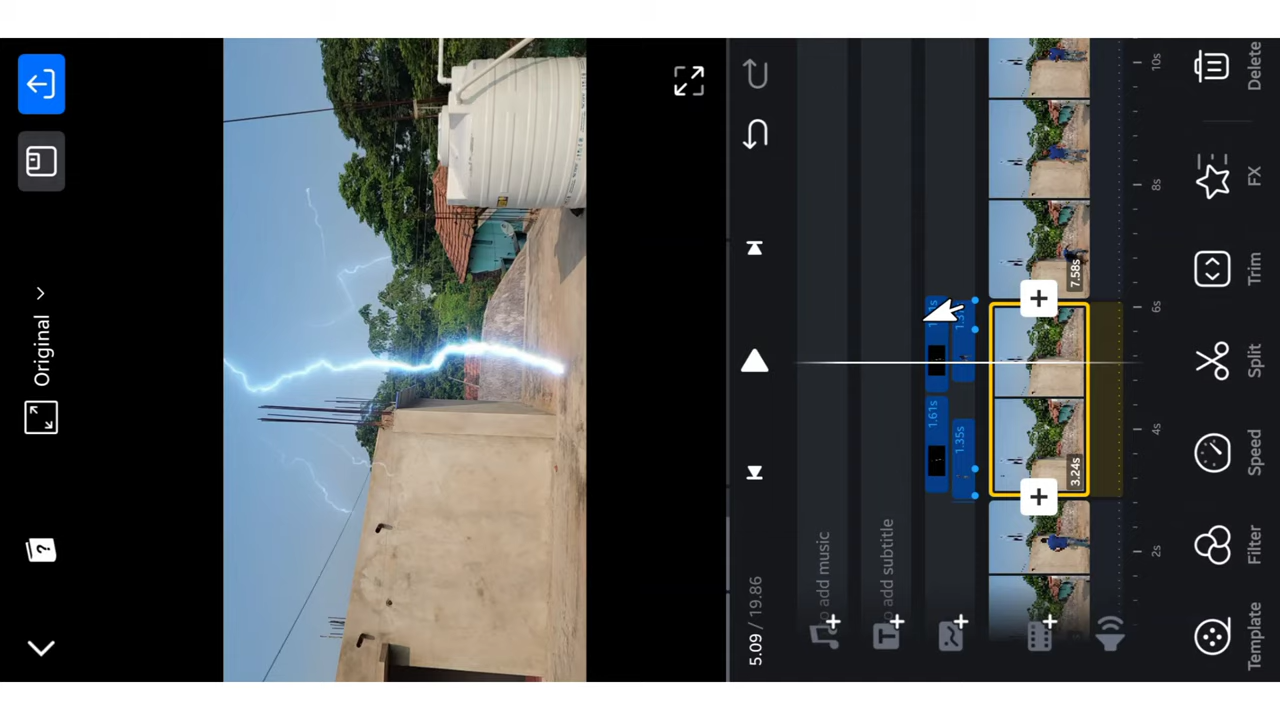 Original
5.09 / 19.86
o add music
o add subtitle
1.61s
1.35s
3.24s
7.58s
2s 4s 6s 8s 10s
Template Filter Speed Split Trim FX Delete